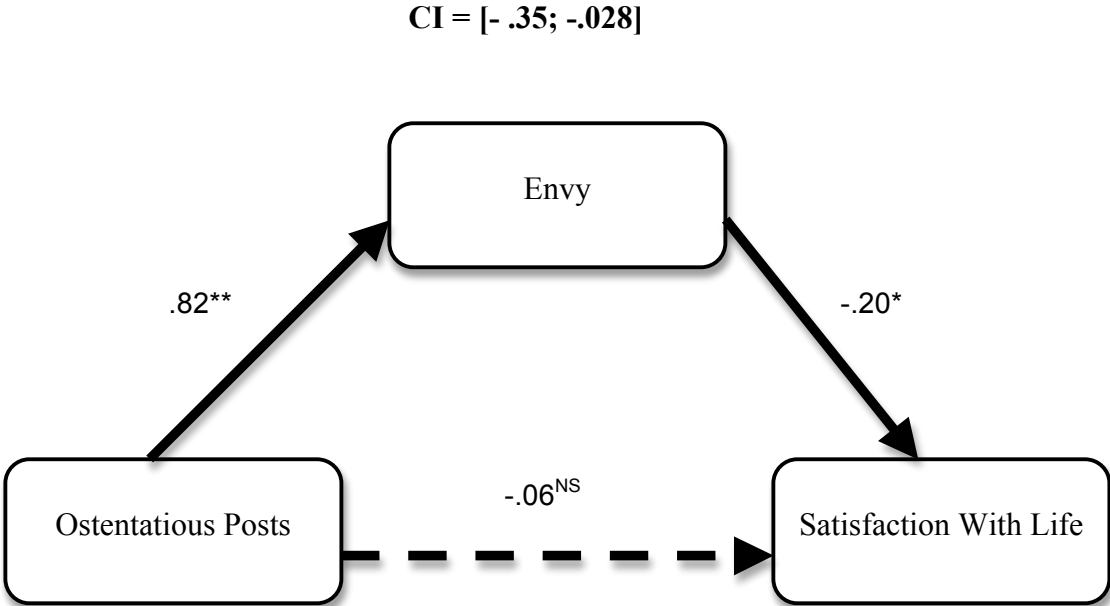 CI = [- .35; -.028]
Envy
.82**
-.20*
-.06NS
Ostentatious Posts
Satisfaction With Life